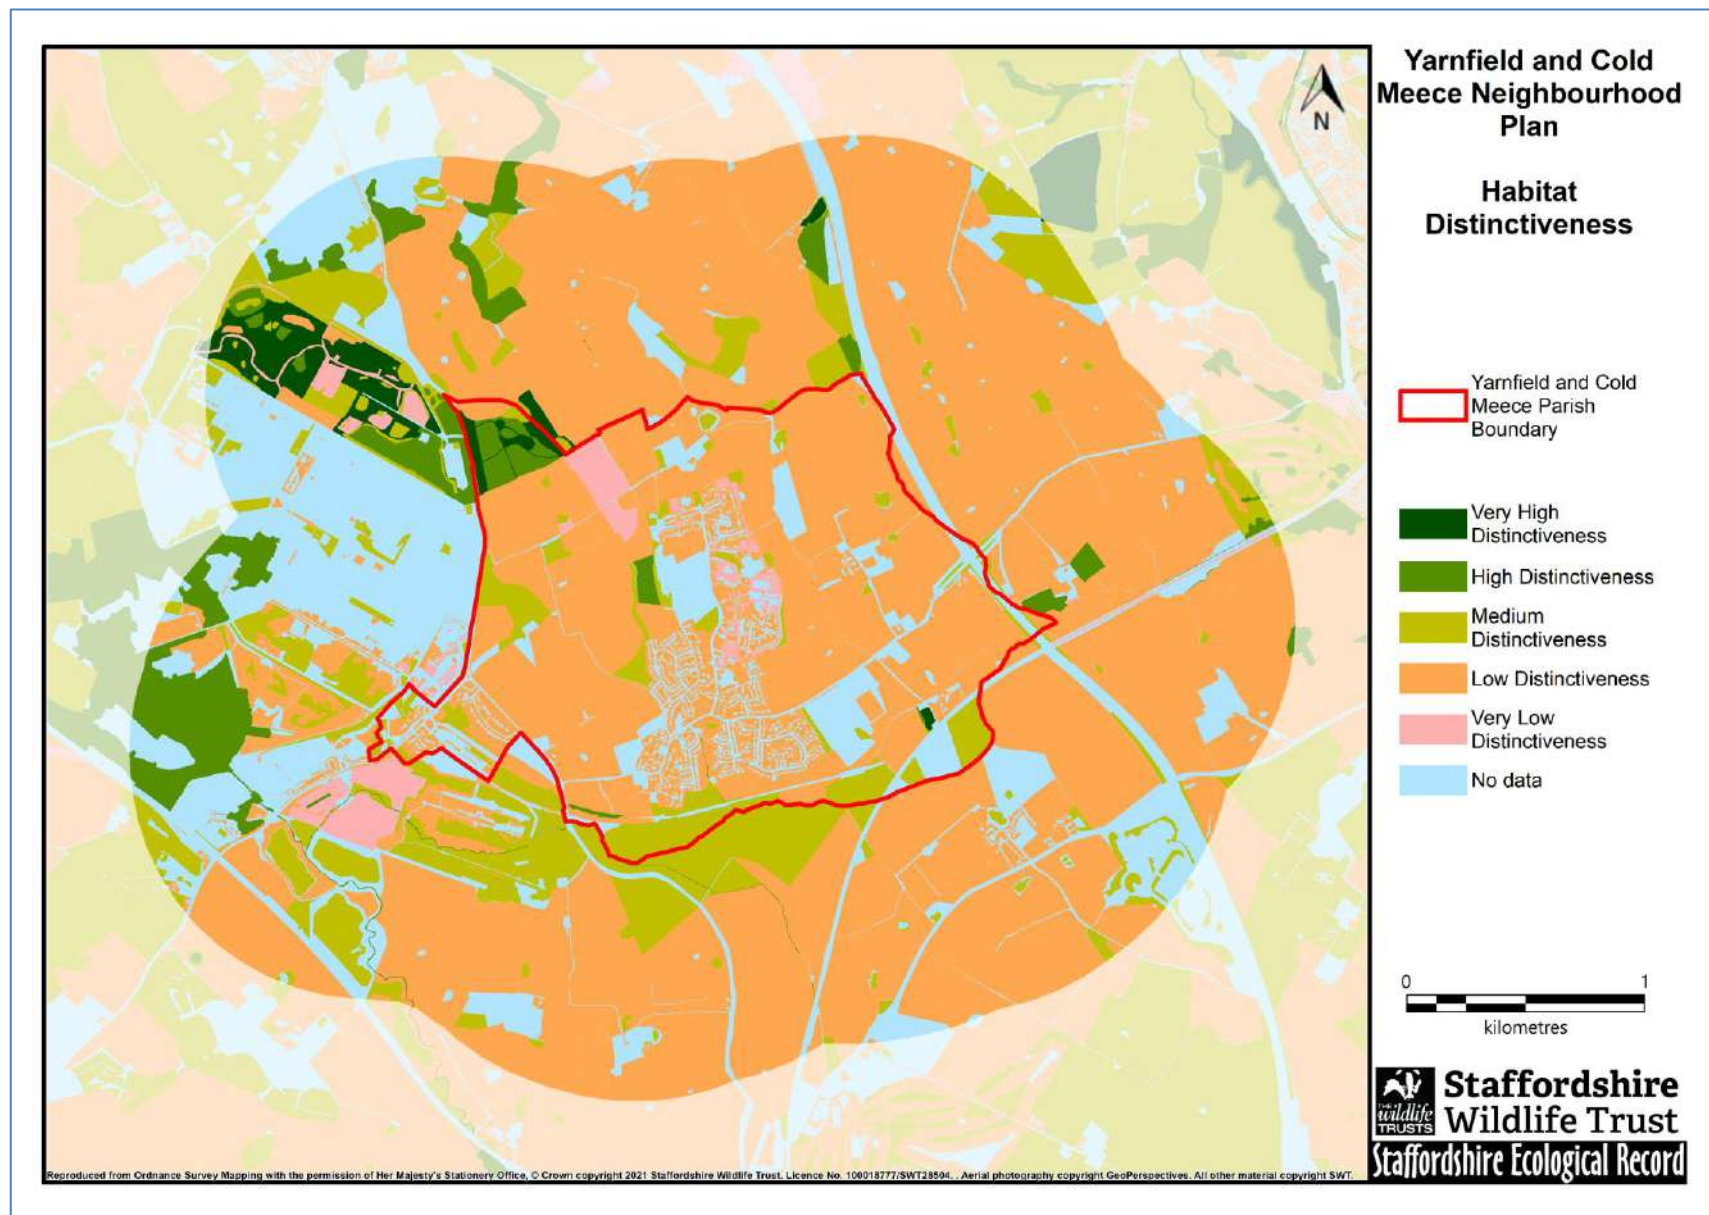 Yarnfield and Cold
Meece Neighbourhood
Plan
Habitat
Distinctiveness
N
Yarnfield and Cold
Meece Parish
Boundary
Very High
Distinctiveness
High Distinctiveness
Medium
Distinctiveness
Low Distinctiveness
Very Low
Distinctiveness
No data
0 1
kilometres
THE wildlife TRUSTS
Staffordshire
Wildlife Trust
Staffordshire Ecological Record
Reproduced from Ordnance Survey Mapping with the permission of Her Majesty's Stationery Office, © Crown copyright 2021 Staffordshire Wildlife Trust. Licence No. 100018777/SWT28504. . Aerial photography copyright GeoPerspectives. All other material copyright SWT.